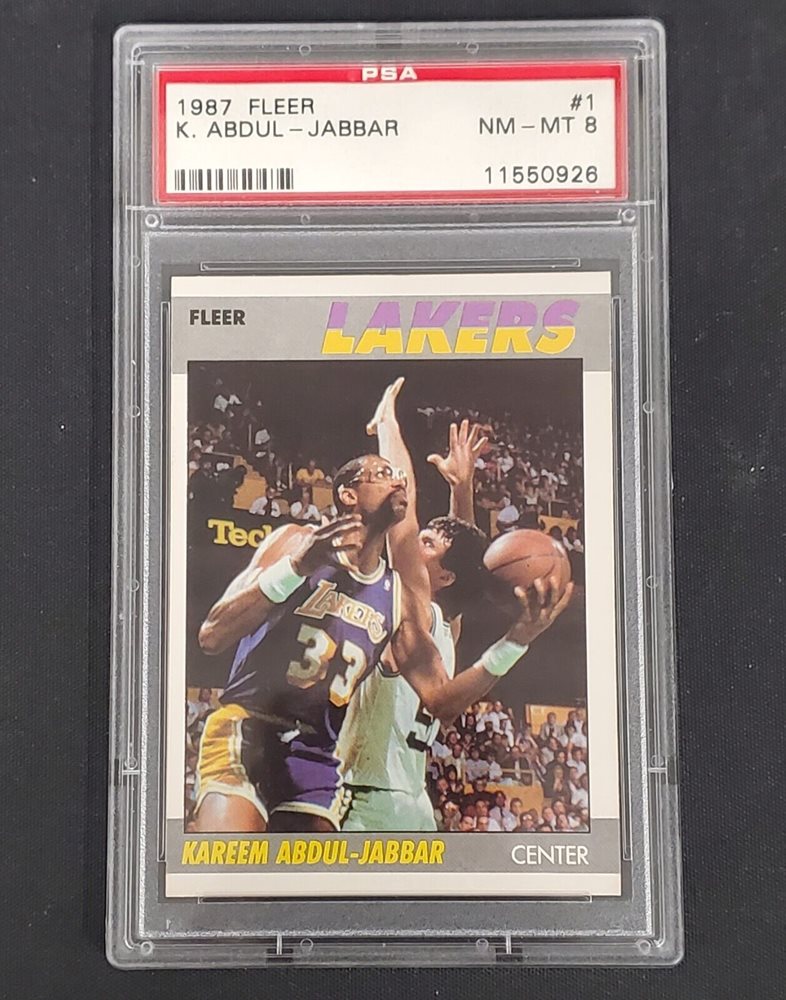 PSA
1987 FLEER #1
K. ABDUL-JABBAR NM-MT 8
11550926
FLEER LAKERS
Tec
LAKERS
33
KAREEM ABDUL-JABBAR CENTER